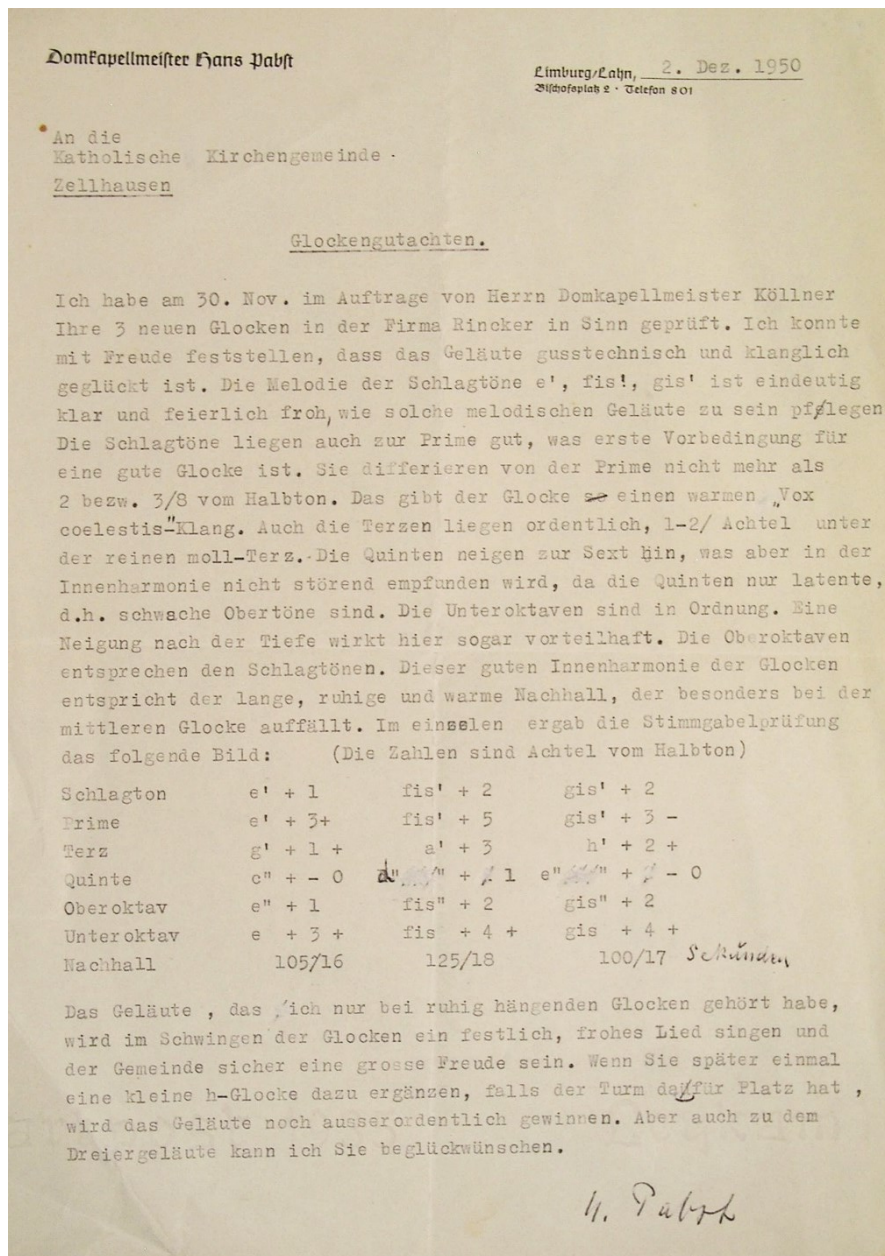 Domkapellmeister Hans Pabst
Limburg/Lahn, 2. Dez. 1950
Bischofsplatz 2 · Telefon 801
An die
Katholische Kirchengemeinde
Zellhausen
Glockengutachten.
Ich habe am 30. Nov. im Auftrage von Herrn Domkapellmeister Köllner
Ihre 3 neuen Glocken in der Firma Rincker in Sinn geprüft. Ich konnte
mit Freude feststellen, dass das Geläute gusstechnisch und klanglich
geglückt ist. Die Melodie der Schlagtöne e', fis!, gis' ist eindeutig
klar und feierlich froh, wie solche melodischen Geläute zu sein pflegen
Die Schlagtöne liegen auch zur Prime gut, was erste Vorbedingung für
eine gute Glocke ist. Sie differieren von der Prime nicht mehr als
2 bezw. 3/8 vom Halbton. Das gibt der Glocke einen warmen „Vox
coelestis"-Klang. Auch die Terzen liegen ordentlich, 1-2/ Achtel unter
der reinen moll-Terz. Die Quinten neigen zur Sext hin, was aber in der
Innenharmonie nicht störend empfunden wird, da die Quinten nur latente,
d.h. schwache Obertöne sind. Die Unteroktaven sind in Ordnung. Eine
Neigung nach der Tiefe wirkt hier sogar vorteilhaft. Die Oberoktaven
entsprechen den Schlagtönen. Dieser guten Innenharmonie der Glocken
entspricht der lange, ruhige und warme Nachhall, der besonders bei der
mittleren Glocke auffällt. Im einselen ergab die Stimmgabelprüfung
das folgende Bild: (Die Zahlen sind Achtel vom Halbton)
Schlagton e' + 1 fis' + 2 gis' + 2
Prime e' + 3+ fis' + 5 gis' + 3 -
Terz g' + 1 + a' + 3 h' + 2 +
Quinte c" + - 0 d" + 1 e" + - 0
Oberoktav e" + 1 fis" + 2 gis" + 2
Unteroktav e + 3 + fis + 4 + gis + 4 +
Nachhall 105/16 125/18 100/17 Sekunden
Das Geläute , das ich nur bei ruhig hängenden Glocken gehört habe,
wird im Schwingen der Glocken ein festlich, frohes Lied singen und
der Gemeinde sicher eine grosse Freude sein. Wenn Sie später einmal
eine kleine h-Glocke dazu ergänzen, falls der Turm dafür Platz hat ,
wird das Geläute noch ausserordentlich gewinnen. Aber auch zu dem
Dreiergeläute kann ich Sie beglückwünschen.
H. Pabst